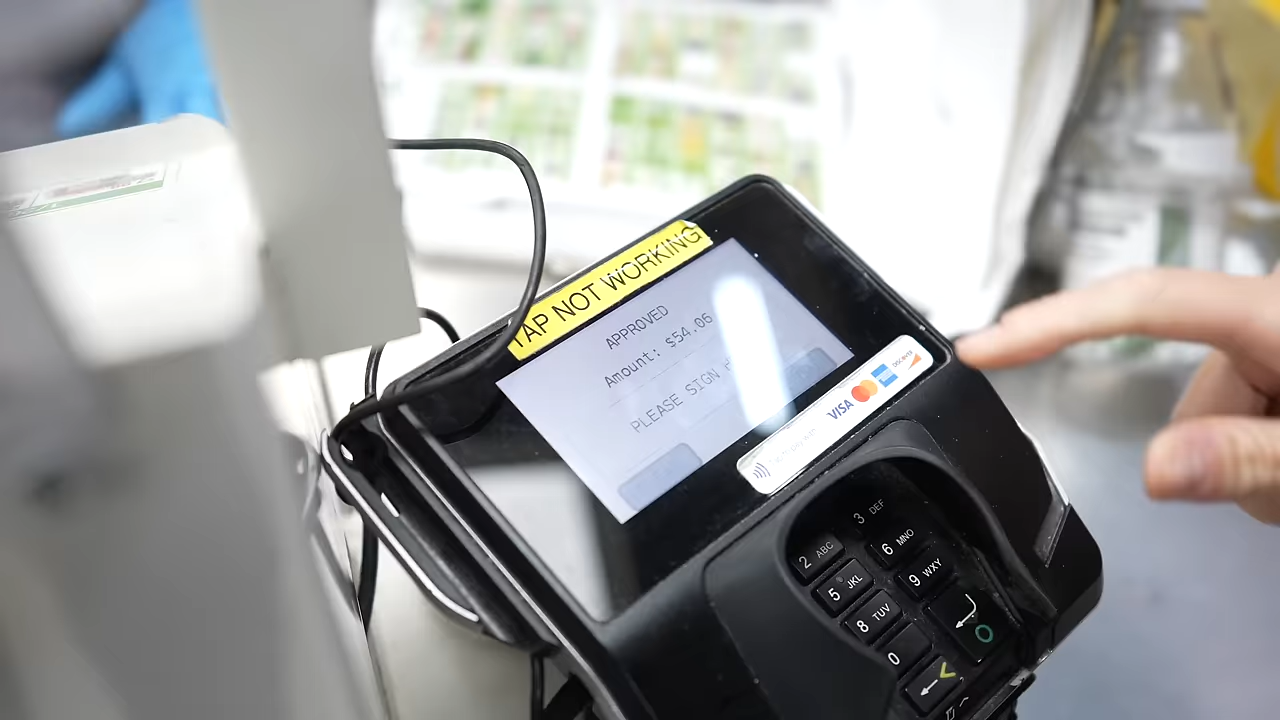 TAP NOT WORKING
APPROVED
Amount: $54.06
PLEASE SIGN
VISA
DISCOVER
3 DEF
2 ABC
6 MNO
5 JKL
9 WXY
8 TUV
0